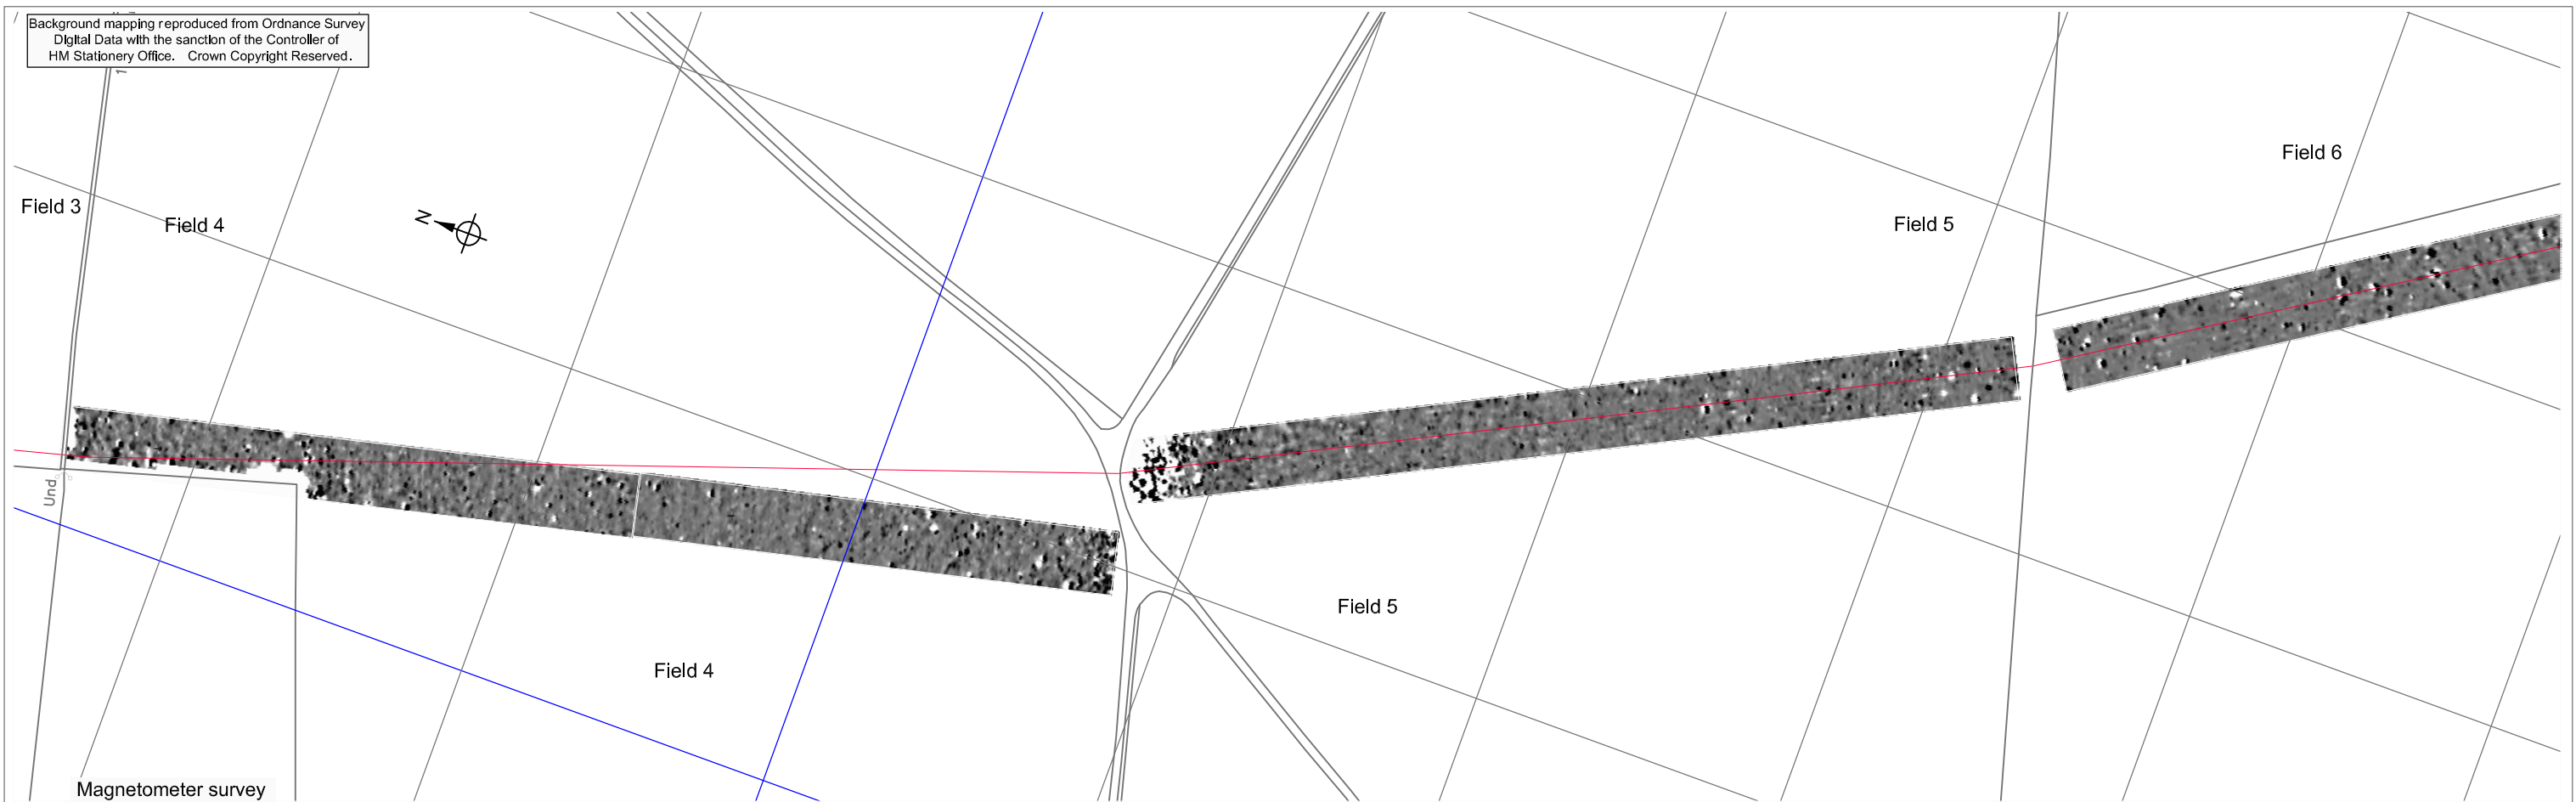 Background mapping reproduced from Ordnance Survey
Digital Data with the sanction of the Controller of
HM Stationery Office. Crown Copyright Reserved.
Field 6
Field 3
Field 4
N
Field 5
Und
Field 5
Field 4
Magnetometer survey